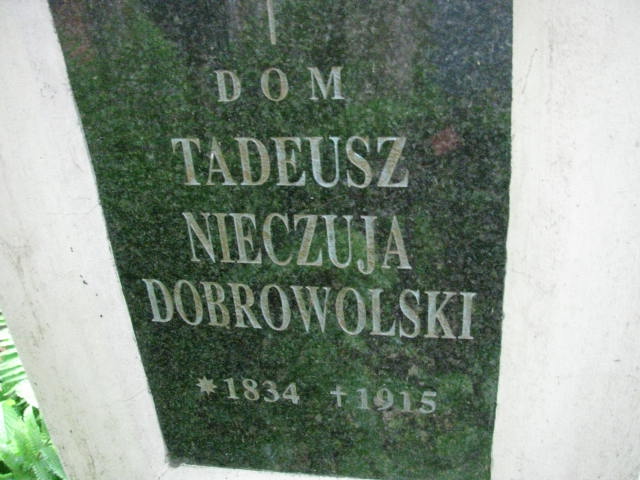 DOM
TADEUSZ
NIECZUJA
DOBROWOLSKI
*1834 †1915